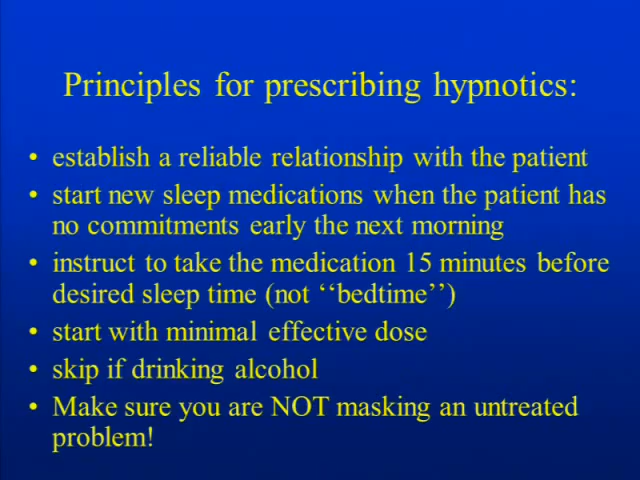 Principles for prescribing hypnotics:
• establish a reliable relationship with the patient
• start new sleep medications when the patient has
no commitments early the next morning
• instruct to take the medication 15 minutes before
desired sleep time (not ‘‘bedtime’’)
• start with minimal effective dose
• skip if drinking alcohol
• Make sure you are NOT masking an untreated
problem!